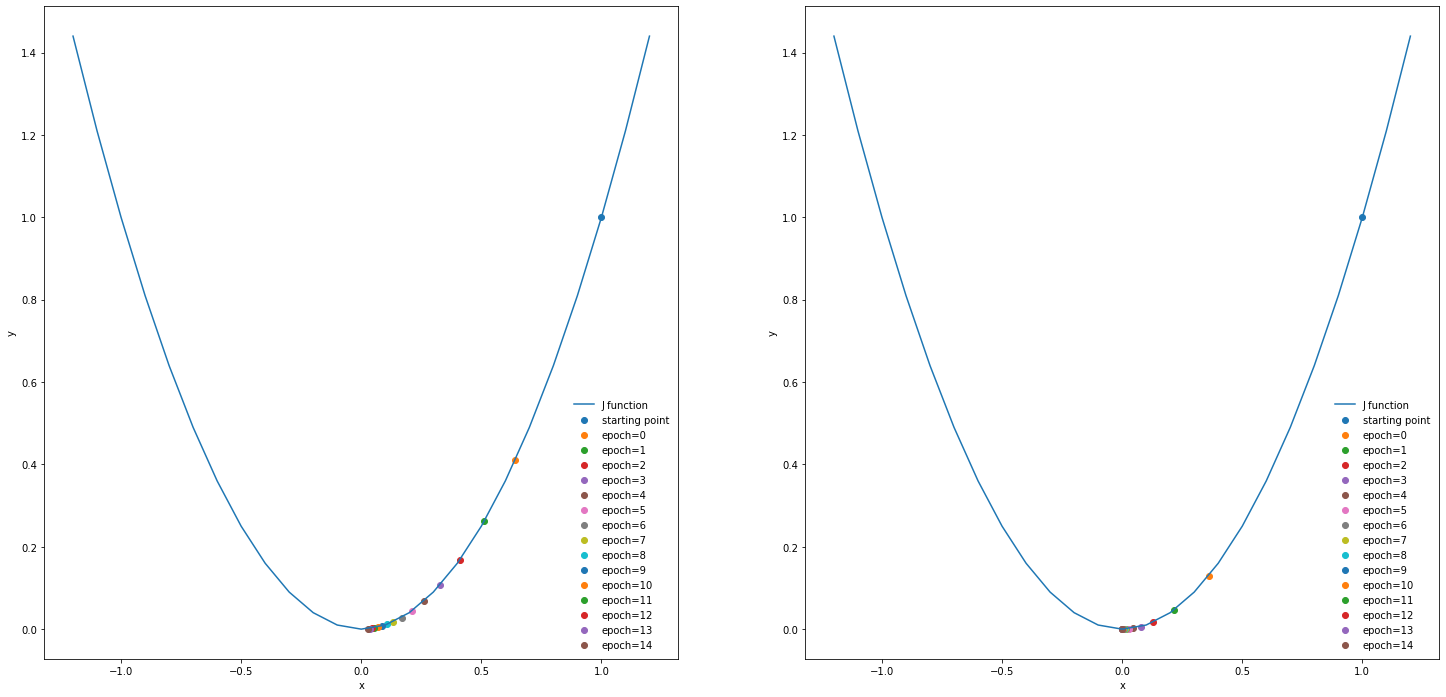 1.4
1.2
1.0
0.8
0.6
0.4
0.2
0.0
y
−1.0 −0.5 0.0 0.5 1.0
x
J function
starting point
epoch=0
epoch=1
epoch=2
epoch=3
epoch=4
epoch=5
epoch=6
epoch=7
epoch=8
epoch=9
epoch=10
epoch=11
epoch=12
epoch=13
epoch=14
1.4
1.2
1.0
0.8
0.6
0.4
0.2
0.0
y
−1.0 −0.5 0.0 0.5 1.0
x
J function
starting point
epoch=0
epoch=1
epoch=2
epoch=3
epoch=4
epoch=5
epoch=6
epoch=7
epoch=8
epoch=9
epoch=10
epoch=11
epoch=12
epoch=13
epoch=14